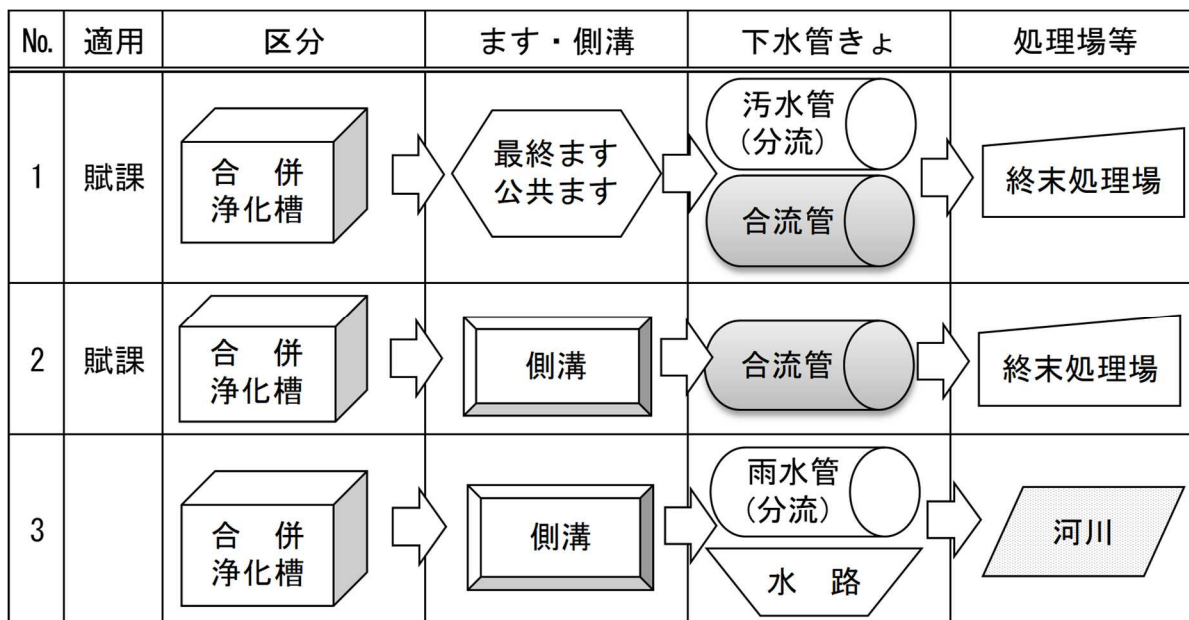 No. 適用 区分 ます・側溝 下水管きょ 処理場等
1 賦課
合 併
浄化槽
最終ます
公共ます
汚水管
(分流)
合流管
終末処理場
2 賦課
合 併
浄化槽
側溝
合流管
終末処理場
3
合 併
浄化槽
側溝
雨水管
(分流)
水 路
河川